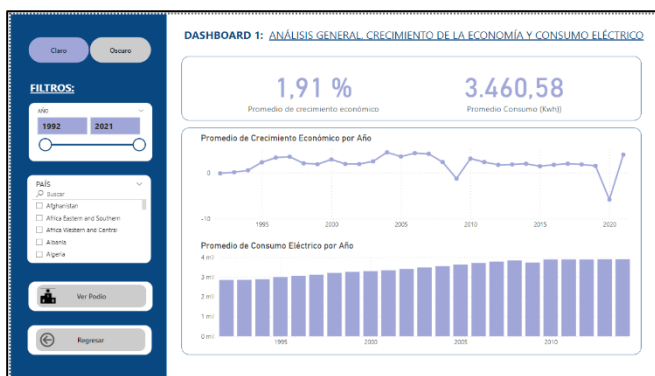 Claro Oscuro
FILTROS:
AÑO
1992 2021
PAÍS
Buscar
Afghanistan
Africa Eastern and Southern
Africa Western and Central
Albania
Algeria
Ver Podio
Regresar
DASHBOARD 1: ANÁLISIS GENERAL. CRECIMIENTO DE LA ECONOMÍA Y CONSUMO ELÉCTRICO
1,91 % 3.460,58
Promedio de crecimiento económico Promedio Consumo (Kwh))
Promedio de Crecimiento Económico por Año
0
-10
1995 2000 2005 2010 2015 2020
Promedio de Consumo Eléctrico por Año
4 mil
3 mil
2 mil
1 mil
0 mil
1995 2000 2005 2010